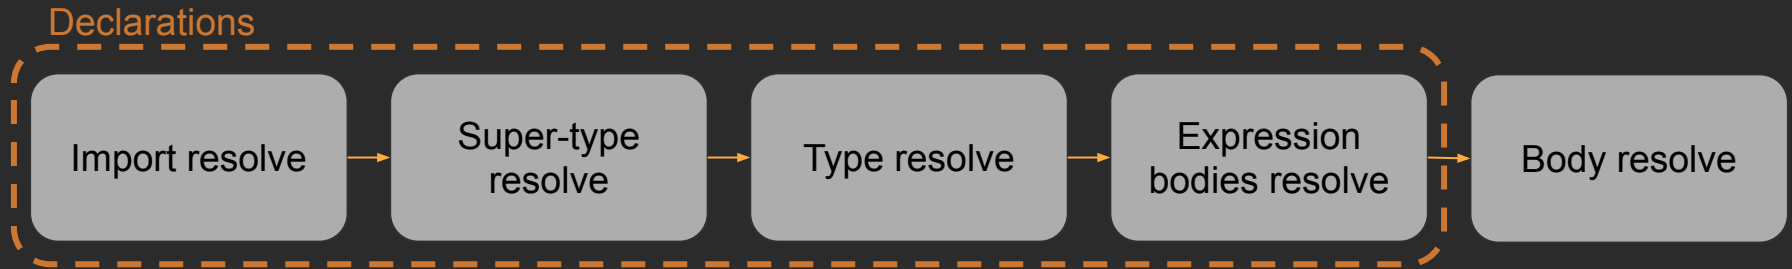 Declarations
Import resolve
Super-type
resolve
Type resolve
Expression
bodies resolve
Body resolve